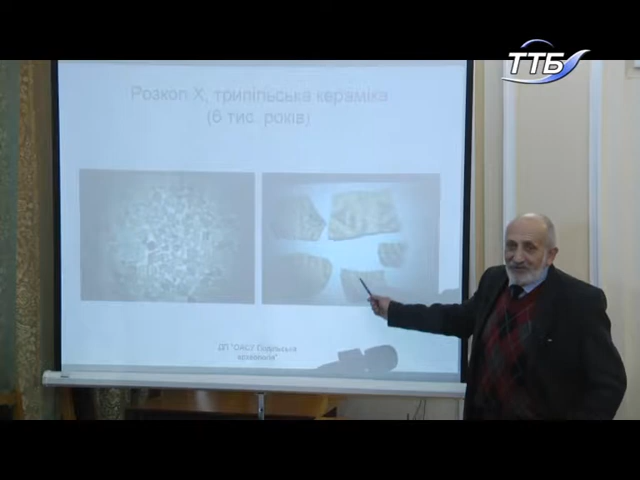 ТТБ
Розкоп X, трипільська кераміка
(6 тис. років)
ДП "ОАСУ Подільська
археологія"